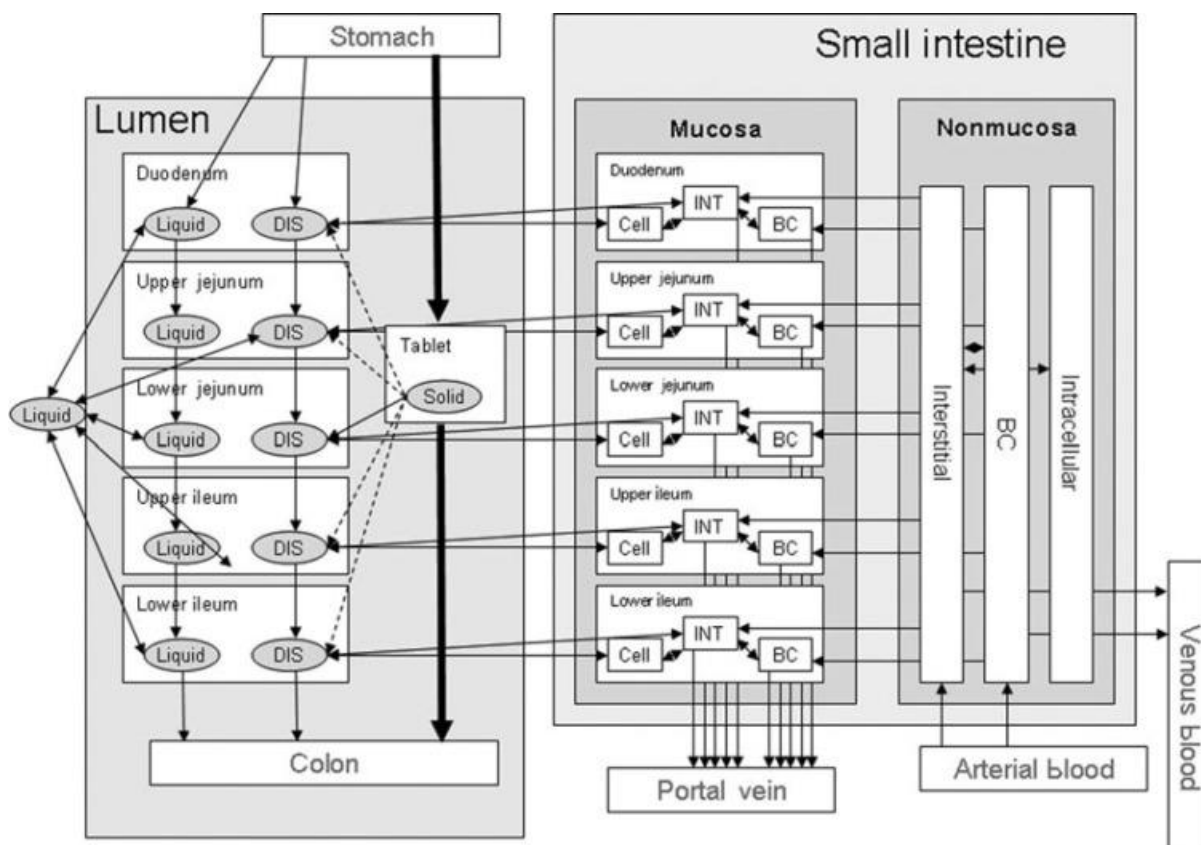 Stomach
Small intestine
Lumen
Mucosa
Nonmucosa
Duodenum
Liquid
DIS
Duodenum
INT
Cell
BC
Upper jejunum
Liquid
DIS
Upper jejunum
INT
Cell
BC
Tablet
Solid
Lower jejunum
Liquid
Liquid
DIS
Lower jejunum
INT
Cell
BC
Upper ileum
Liquid
DIS
Upper ileum
INT
Cell
BC
Lower ileum
Liquid
DIS
Lower ileum
INT
Cell
BC
Interstitial
BC
Intracellular
Colon
Portal vein
Arterial blood
Venous blood